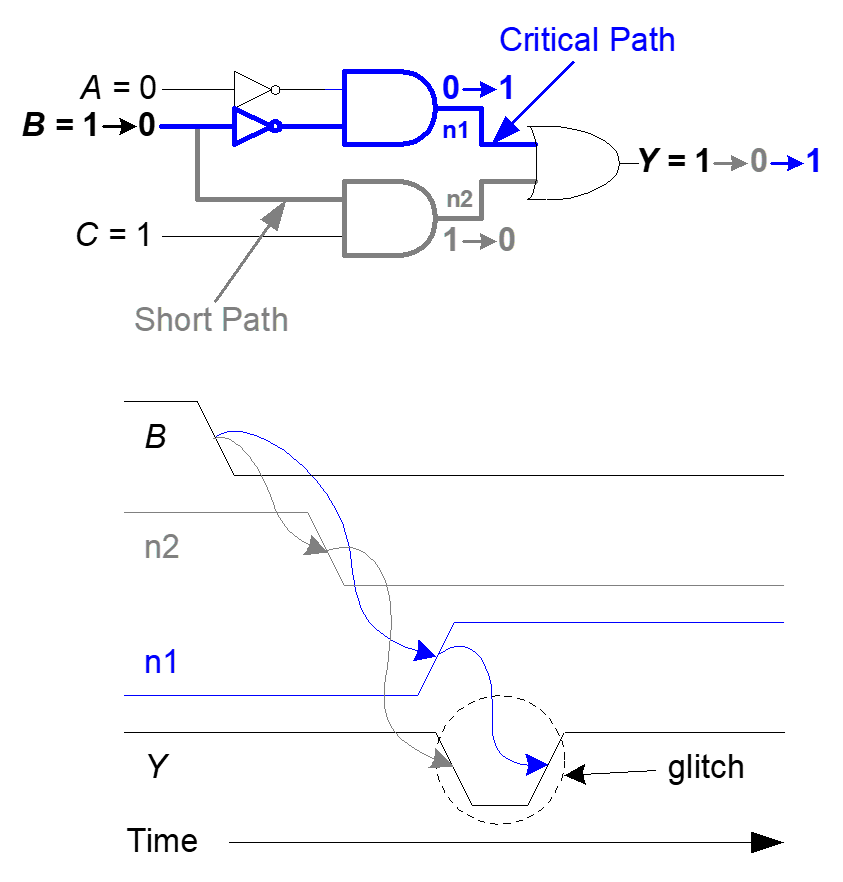 Critical Path
A = 0
0→1
B = 1→0
n1
Y = 1→0→1
n2
C = 1
1→0
Short Path
B
n2
n1
Y
glitch
Time